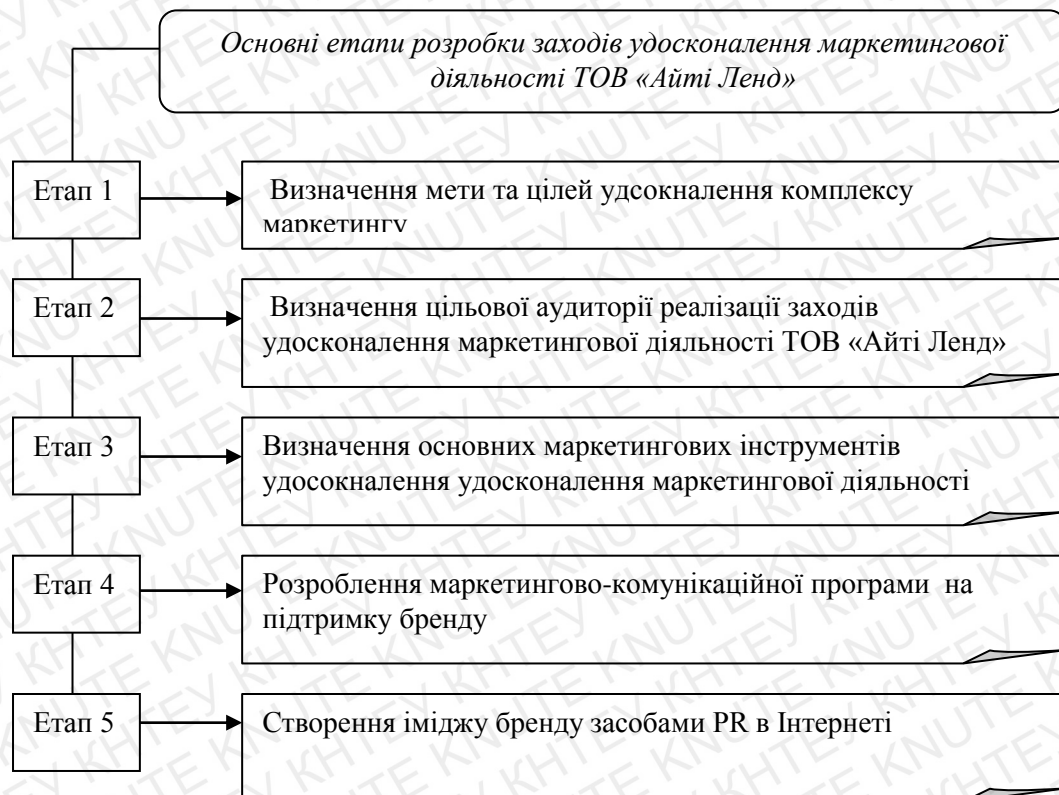 Основні етапи розробки заходів удосконалення маркетингової
діяльності ТОВ «Айті Ленд»
Етап 1
Визначення мети та цілей удсокналення комплексу
маркетингу
Етап 2
Визначення цільової аудиторії реалізації заходів
удосконалення маркетингової діяльності ТОВ «Айті Ленд»
Етап 3
Визначення основних маркетингових інструментів
удосокналення удосконалення маркетингової діяльності
Етап 4
Розроблення маркетингово-комунікаційної програми на
підтримку бренду
Етап 5
Створення іміджу бренду засобами PR в Інтернеті